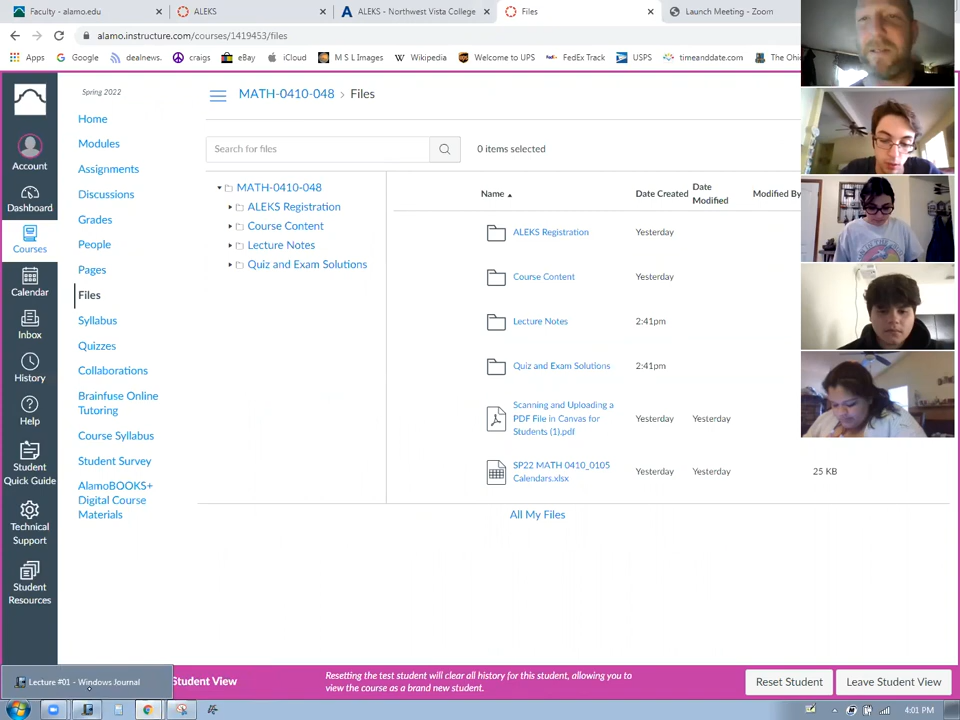 Faculty - alamo.edu
ALEKS
ALEKS - Northwest Vista College
Files
Launch Meeting - Zoom
alamo.instructure.com/courses/1419453/files
Apps
Google
dealnews.
craigs
eBay
iCloud
M S L Images
Wikipedia
Welcome to UPS
FedEx Track
USPS
timeanddate.com
The Ohio
Spring 2022
MATH-0410-048 > Files
Account
Dashboard
Courses
Calendar
Inbox
History
Help
Student
Quick Guide
Technical
Support
Student
Resources
Home
Modules
Assignments
Discussions
Grades
People
Pages
Files
Syllabus
Quizzes
Collaborations
Brainfuse Online
Tutoring
Course Syllabus
Student Survey
AlamoBOOKS+
Digital Course
Materials
Search for files
0 items selected
MATH-0410-048
ALEKS Registration
Course Content
Lecture Notes
Quiz and Exam Solutions
Name
Date Created
Date
Modified
Modified By
ALEKS Registration
Yesterday
Course Content
Yesterday
Lecture Notes
2:41pm
Quiz and Exam Solutions
2:41pm
Scanning and Uploading a
PDF File in Canvas for
Students (1).pdf
Yesterday
Yesterday
SP22 MATH 0410_0105
Calendars.xlsx
Yesterday
Yesterday
25 KB
All My Files
Lecture #01 - Windows Journal
Student View
Resetting the test student will clear all history for this student, allowing you to
view the course as a brand new student.
Reset Student
Leave Student View
4:01 PM